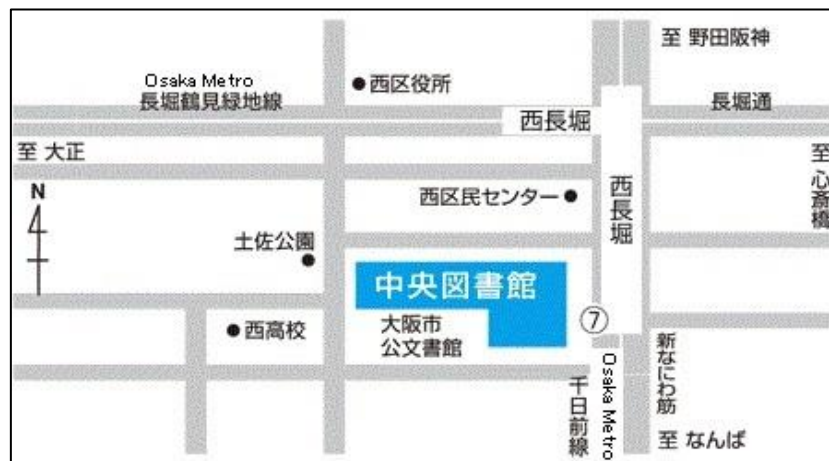 至 野田阪神
Osaka Metro
長堀鶴見緑地線
西区役所
長堀通
西長堀
至 大正
至 心斎橋
N
西区民センター
西長堀
土佐公園
中央図書館
西高校
大阪市
公文書館
⑦
新なにわ筋
千日前線
Osaka Metro
至 なんば